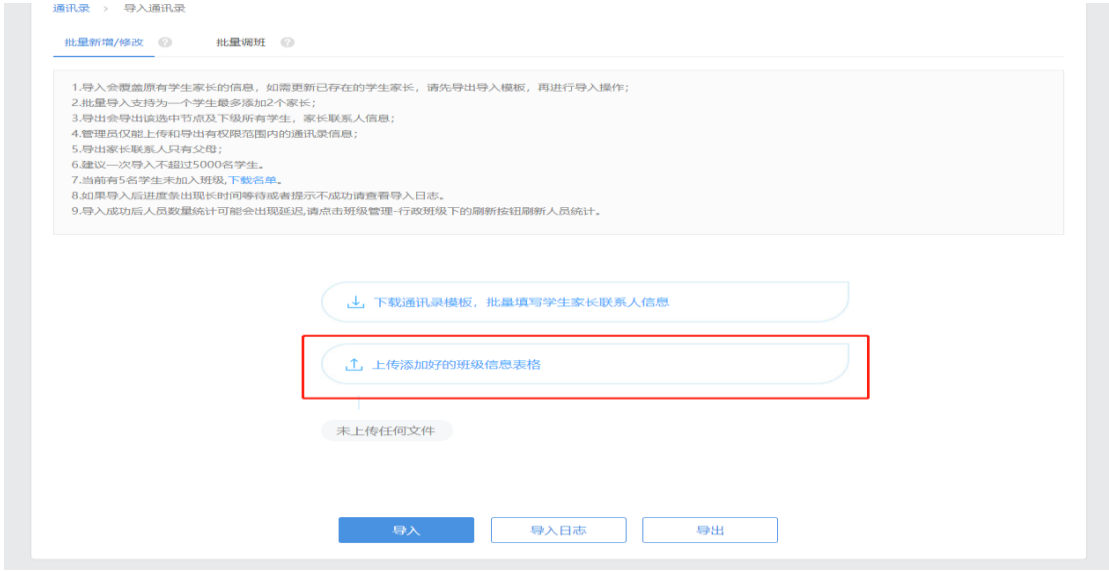 通讯录 > 导入通讯录
批量新增/修改 ? 批量调班 ?
1.导入会覆盖原有学生家长的信息，如需更新已存在的学生家长，请先导出导入模板，再进行导入操作;
2.批量导入支持为一个学生最多添加2个家长;
3.导出会导出该选中节点及下级所有学生，家长联系人信息;
4.管理员仅能上传和导出有权限范围内的通讯录信息;
5.导出家长联系人只有父母;
6.建议一次导入不超过5000名学生。
7.当前有5名学生未加入班级,下载名单。
8.如果导入后进度条出现长时间等待或者提示不成功请查看导入日志。
9.导入成功后人员数量统计可能会出现延迟,请点击班级管理-行政班级下的刷新按钮刷新人员统计。
下载通讯录模板，批量填写学生家长联系人信息
上传添加好的班级信息表格
未上传任何文件
导入 导入日志 导出